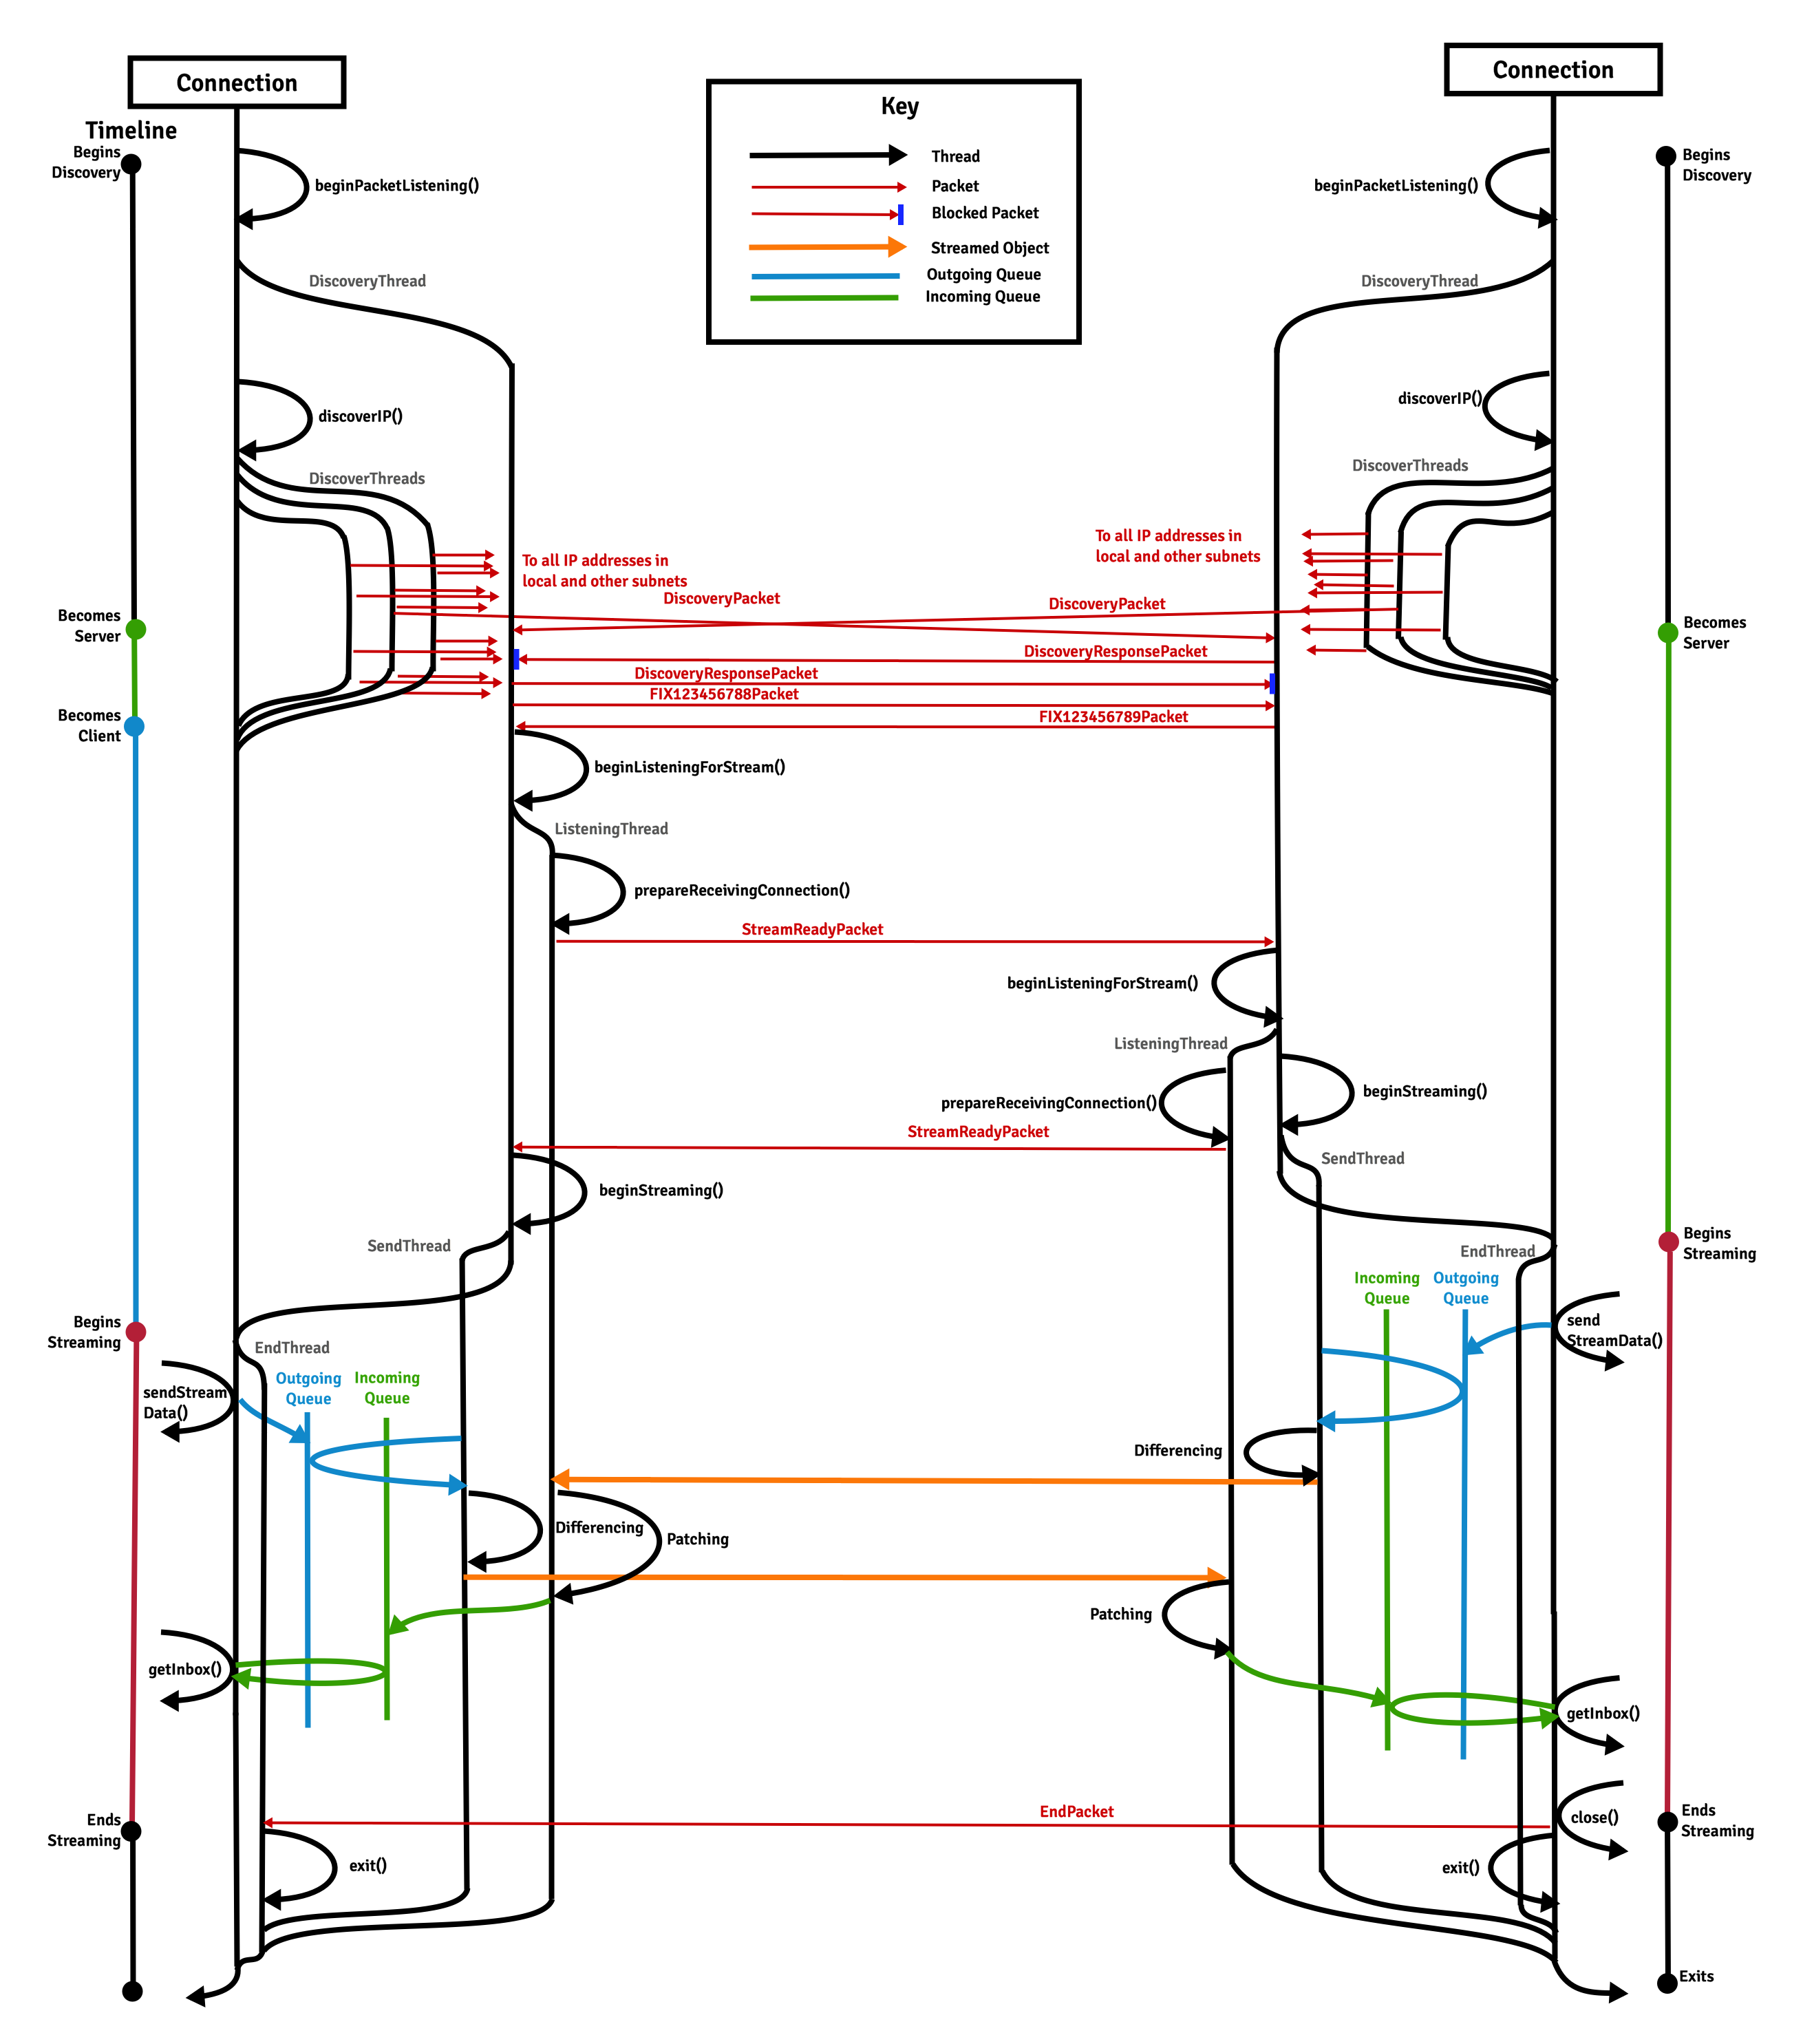 Connection
Connection
Key
Thread
Packet
Blocked Packet
Streamed Object
Outgoing Queue
Incoming Queue
Timeline
Begins
Discovery
Begins
Discovery
beginPacketListening()
beginPacketListening()
DiscoveryThread
DiscoveryThread
discoverIP()
discoverIP()
DiscoverThreads
DiscoverThreads
To all IP addresses in
local and other subnets
To all IP addresses in
local and other subnets
DiscoveryPacket
DiscoveryPacket
Becomes
Server
Becomes
Server
DiscoveryResponsePacket
DiscoveryResponsePacket
FIX123456788Packet
FIX123456789Packet
Becomes
Client
beginListeningForStream()
ListeningThread
prepareReceivingConnection()
StreamReadyPacket
beginListeningForStream()
ListeningThread
beginStreaming()
prepareReceivingConnection()
StreamReadyPacket
SendThread
beginStreaming()
SendThread
Begins
Streaming
EndThread
Incoming
Queue
Outgoing
Queue
send
StreamData()
Begins
Streaming
EndThread
Outgoing
Queue
Incoming
Queue
sendStream
Data()
Differencing
Differencing
Patching
Patching
getInbox()
getInbox()
EndPacket
close()
Ends
Streaming
Ends
Streaming
exit()
exit()
Exits